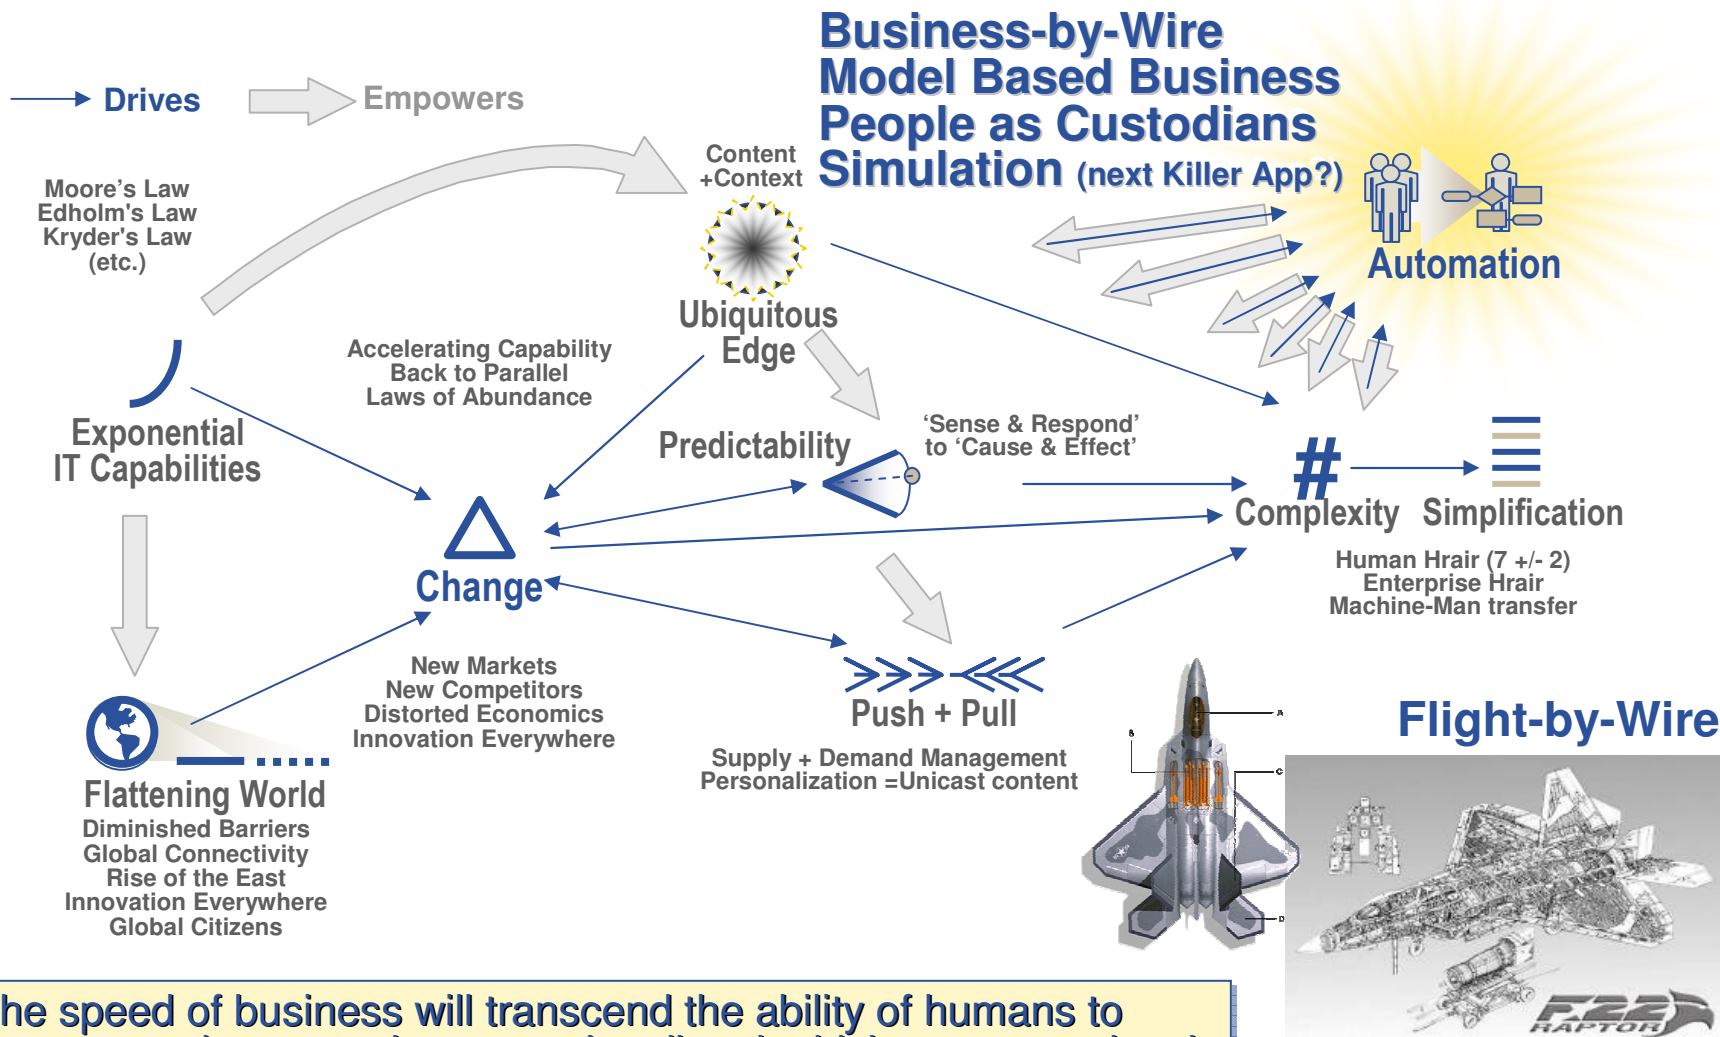 Business-by-Wire
Model Based Business
People as Custodians
Simulation (next Killer App?)
Drives
Empowers
Moore's Law
Edholm's Law
Kryder's Law
(etc.)
Content
+Context
Automation
Ubiquitous
Edge
Accelerating Capability
Back to Parallel
Laws of Abundance
Exponential
IT Capabilities
Predictability
‘Sense & Respond’
to ‘Cause & Effect’
#
Complexity
Simplification
Human Hrair (7 +/- 2)
Enterprise Hrair
Machine-Man transfer
Change
New Markets
New Competitors
Distorted Economics
Innovation Everywhere
Push + Pull
Supply + Demand Management
Personalization =Unicast content
Flattening World
Diminished Barriers
Global Connectivity
Rise of the East
Innovation Everywhere
Global Citizens
Flight-by-Wire
A
B
C
D
F-22
RAPTOR
he speed of business will transcend the ability of humans to